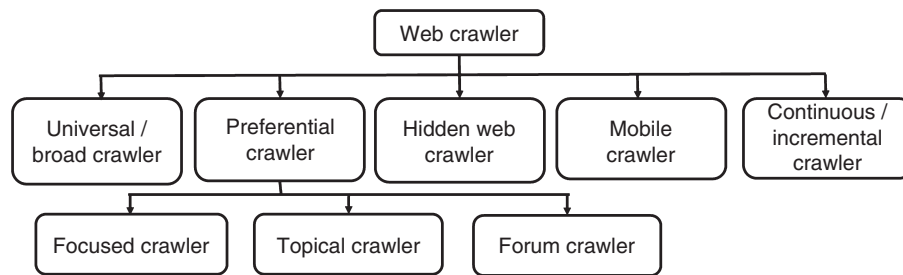 Web crawler
Universal /
broad crawler
Preferential
crawler
Hidden web
crawler
Mobile
crawler
Continuous /
incremental
crawler
Focused crawler
Topical crawler
Forum crawler